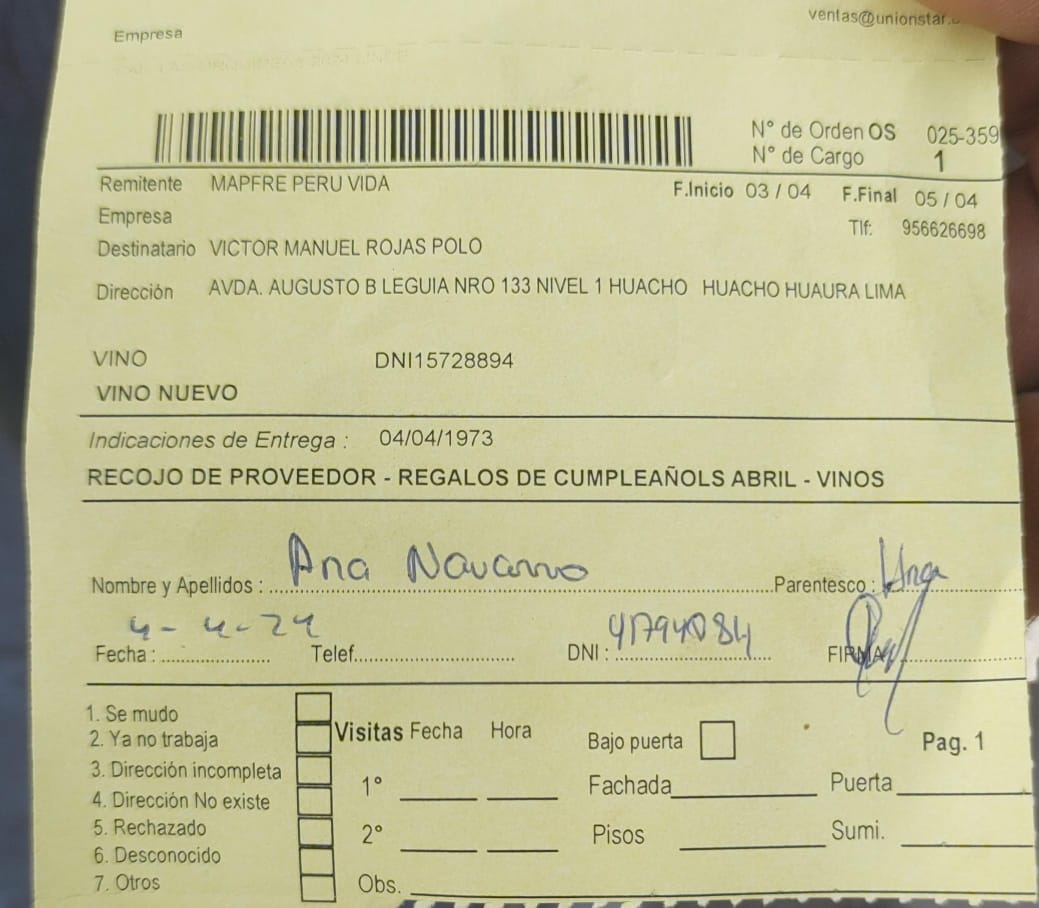 ventas@unionstar.
Empresa
N° de Orden OS 025-359
N° de Cargo 1
Remitente MAPFRE PERU VIDA
F.Inicio 03 / 04 F.Final 05 / 04
Empresa
Tlf: 956626698
Destinatario VICTOR MANUEL ROJAS POLO
Dirección AVDA. AUGUSTO B LEGUIA NRO 133 NIVEL 1 HUACHO HUACHO HUAURA LIMA
VINO DNI15728894
VINO NUEVO
Indicaciones de Entrega : 04/04/1973
RECOJO DE PROVEEDOR - REGALOS DE CUMPLEAÑOLS ABRIL - VINOS
Nombre y Apellidos : Ana Navarro Parentesco :
Fecha : 4-4-24 Telef. DNI : 41794084 FIRMA
1. Se mudo
2. Ya no trabaja
3. Dirección incompleta
4. Dirección No existe
5. Rechazado
6. Desconocido
7. Otros
Visitas Fecha Hora
1°
2°
Obs.
Bajo puerta
Pag. 1
Fachada Puerta
Pisos Sumi.